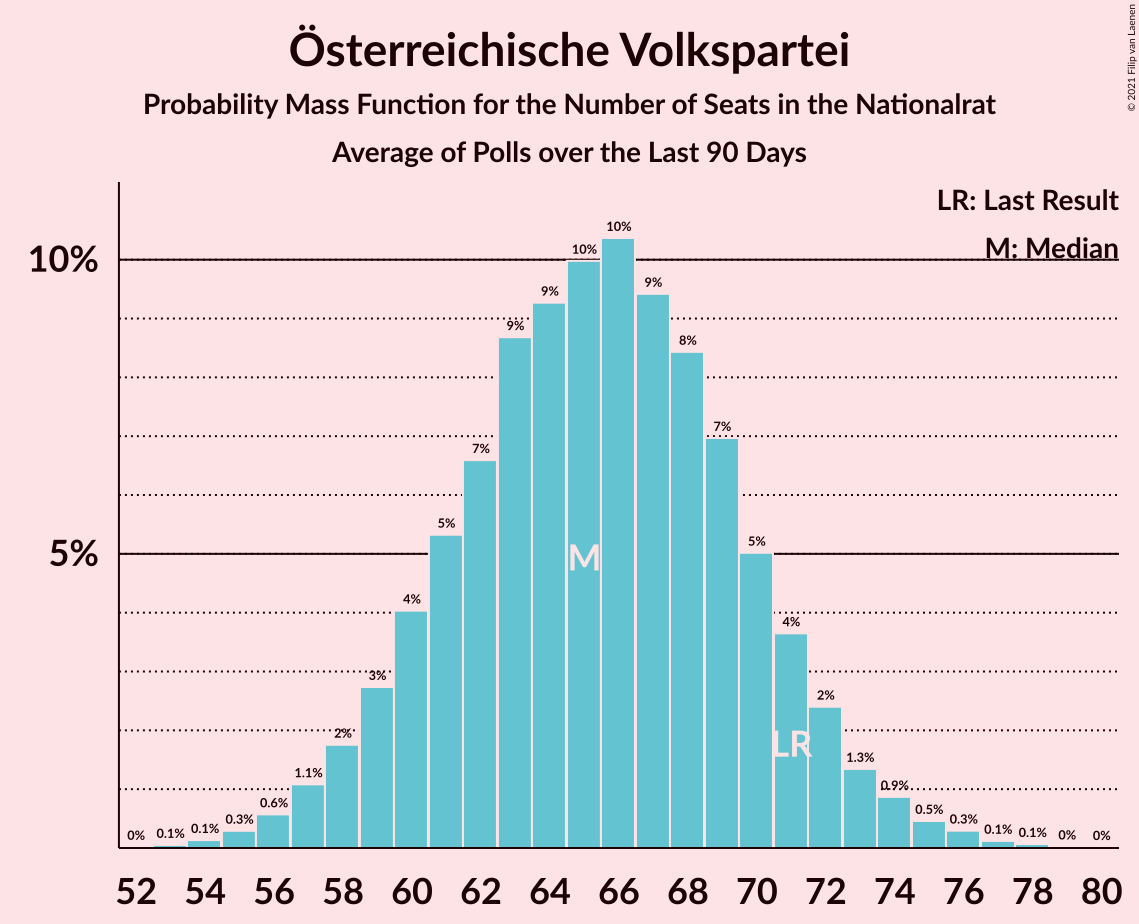 Österreichische Volkspartei
Probability Mass Function for the Number of Seats in the Nationalrat
Average of Polls over the Last 90 Days
© 2021 Filip van Laenen
LR: Last Result
M: Median
10%
5%
0% 0.1% 0.1% 0.3% 0.6% 1.1% 2% 3% 4% 5% 7% 9% 9% 10% 10% 9% 8% 7% 5% 4% 2% 1.3% 0.9% 0.5% 0.3% 0.1% 0.1% 0% 0%
M
LR
52 54 56 58 60 62 64 66 68 70 72 74 76 78 80